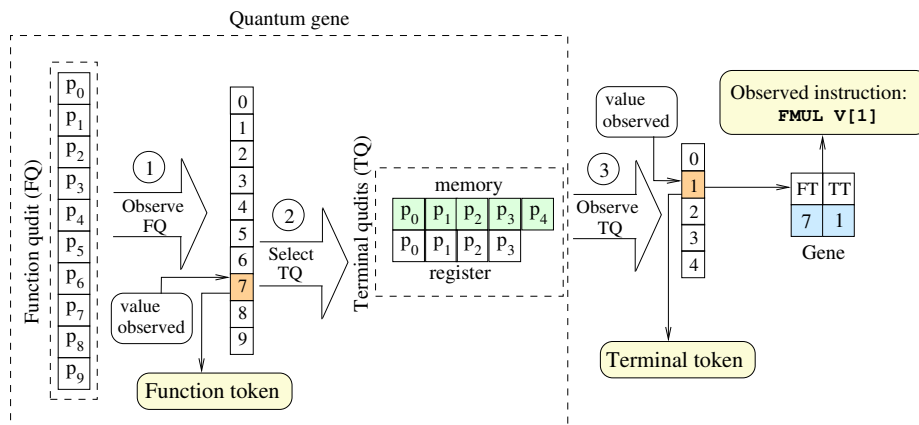 Quantum gene
Function qudit (FQ)
p0
p1
p2
p3
p4
p5
p6
p7
p8
p9
1
Observe
FQ
value
observed
0
1
2
3
4
5
6
7
8
9
Function token
2
Select
TQ
Terminal qudits (TQ)
memory
p0 p1 p2 p3 p4
p0 p1 p2 p3
register
3
Observe
TQ
value
observed
0
1
2
3
4
Terminal token
Observed instruction:
FMUL V[1]
FT TT
7 1
Gene